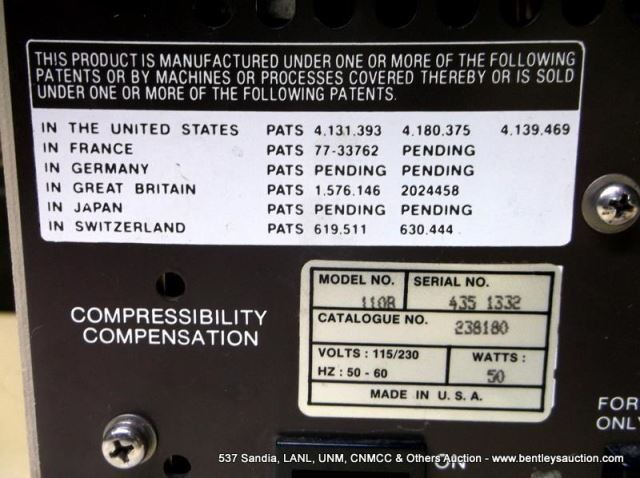 THIS PRODUCT IS MANUFACTURED UNDER ONE OR MORE OF THE FOLLOWING
PATENTS OR BY MACHINES OR PROCESSES COVERED THEREBY OR IS SOLD
UNDER ONE OR MORE OF THE FOLLOWING PATENTS.
IN THE UNITED STATES PATS 4.131.393 4.180.375 4.139.469
IN FRANCE PATS 77-33762 PENDING
IN GERMANY PATS PENDING PENDING
IN GREAT BRITAIN PATS 1.576.146 2024458
IN JAPAN PATS PENDING PENDING
IN SWITZERLAND PATS 619.511 630.444
COMPRESSIBILITY
COMPENSATION
MODEL NO. SERIAL NO.
110B 435 1332
CATALOGUE NO.
238180
VOLTS : 115/230 WATTS :
HZ : 50 - 60 50
MADE IN U. S. A.
FOR
ONLY
ON
537 Sandia, LANL, UNM, CNMCC & Others Auction - www.bentleysauction.com